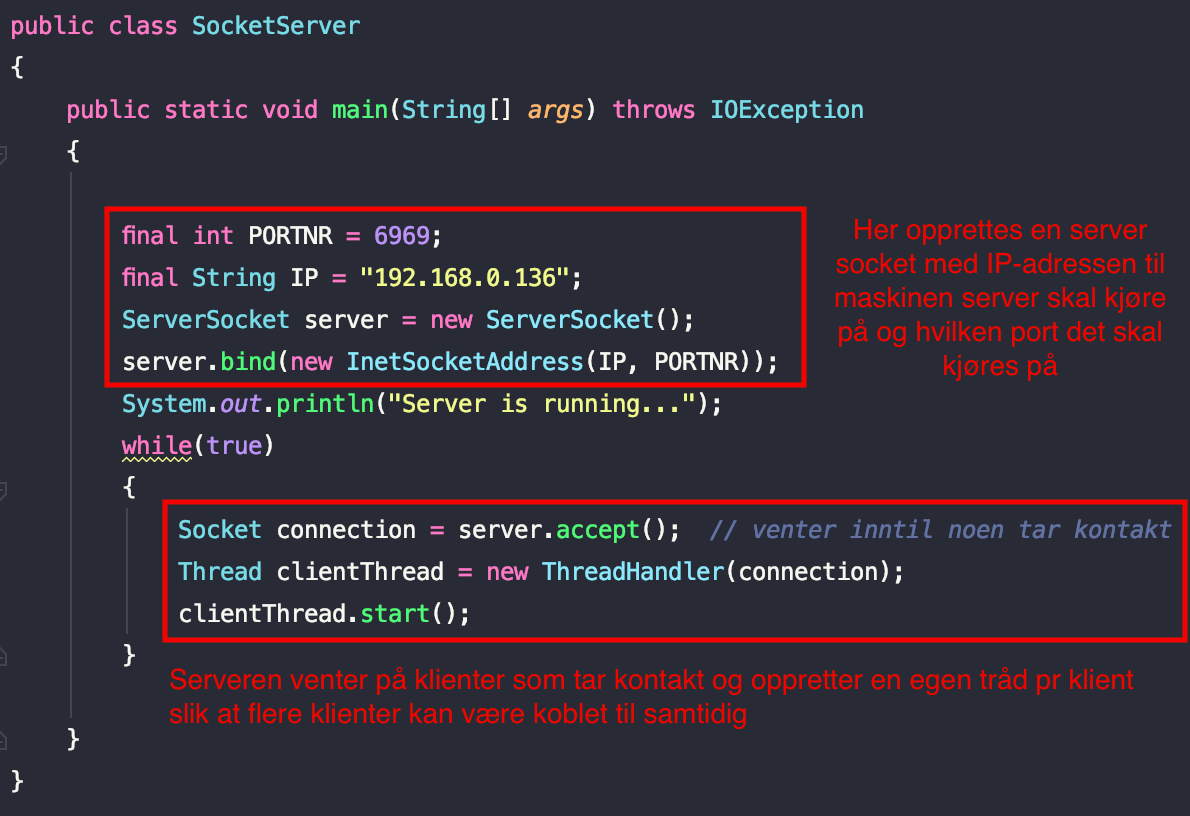 public class SocketServer
{
public static void main(String[] args) throws IOException
{
final int PORTNR = 6969;
final String IP = "192.168.0.136";
ServerSocket server = new ServerSocket();
server.bind(new InetSocketAddress(IP, PORTNR));
Her opprettes en server
socket med IP-adressen til
maskinen server skal kjøre
på og hvilken port det skal
kjøres på
System.out.println("Server is running...");
while(true)
{
Socket connection = server.accept();  // venter inntil noen tar kontakt
Thread clientThread = new ThreadHandler(connection);
clientThread.start();
}
Serveren venter på klienter som tar kontakt og oppretter en egen tråd pr klient
slik at flere klienter kan være koblet til samtidig
}
}